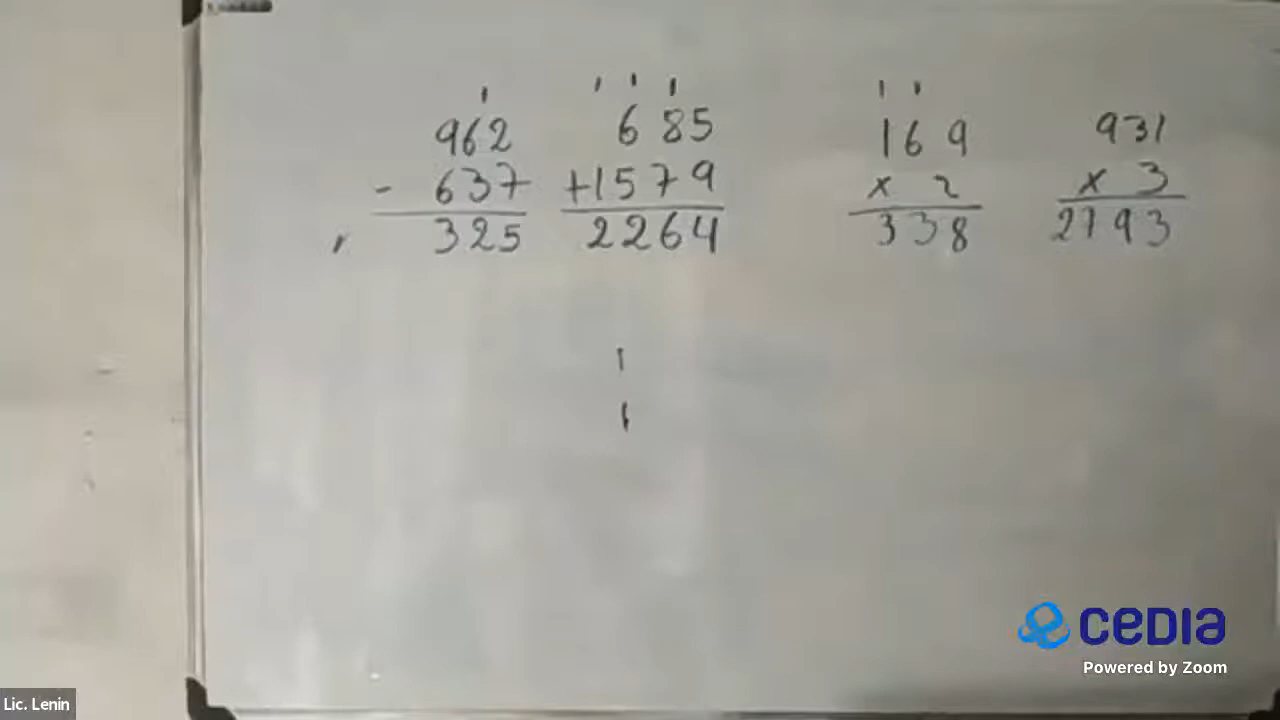 ı ı ı ı ı ı
962 685 169 931
- 637 +1579 x 2 x 3
325 2264 338 2793
cedia
Powered by Zoom
Lic. Lenin